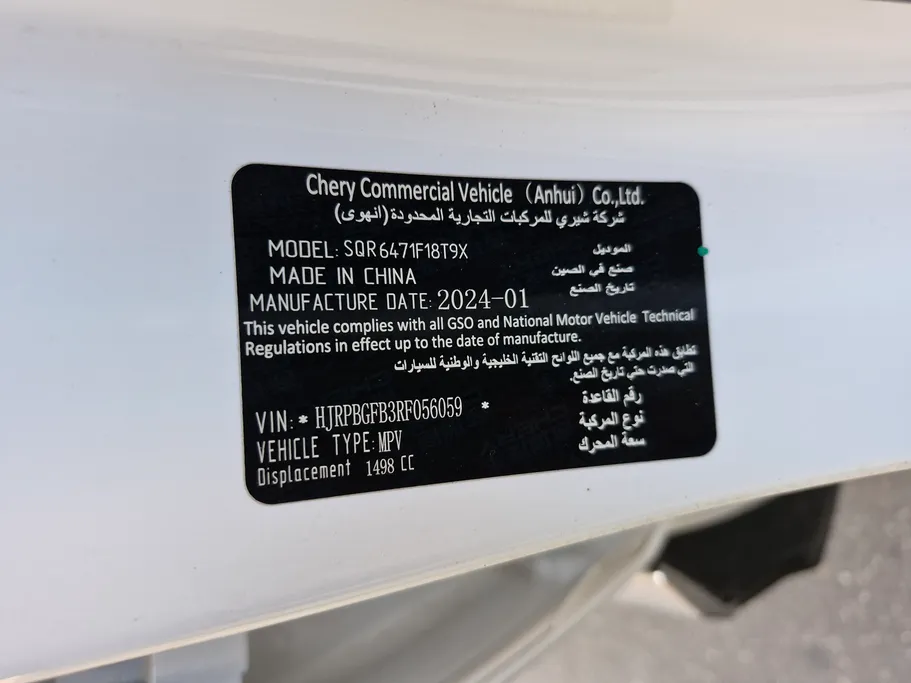 Chery Commercial Vehicle （Anhui）Co.,Ltd.
شركة شيري للمركبات التجارية المحدودة (انهوى)
MODEL: SQR6471F18T9X الموديل
MADE IN CHINA صنع في الصين
MANUFACTURE DATE: 2024-01 تاريخ الصنع
This vehicle complies with all GSO and National Motor Vehicle Technical
Regulations in effect up to the date of manufacture.
تطابق هذه المركبة مع جميع اللوائح التقنية الخليجية والوطنية للسيارات
التي صدرت حتي تاريخ الصنع.
VIN: * HJRPBGFB3RF056059 * رقم القاعدة
VEHICLE TYPE: MPV نوع المركبة
Displacement 1498 CC سعة المحرك